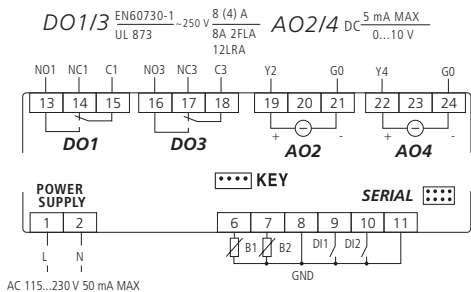 DO1/3 EN60730-1 UL 873 ~250 V 8 (4) A 8A 2FLA 12LRA AO2/4 DC 5 mA MAX 0...10 V
NO1 NC1 C1 NO3 NC3 C3 Y2 G0 Y4 G0
13 14 15 16 17 18 19 20 21 22 23 24
+ - + -
DO1 DO3 AO2 AO4
KEY
POWER SUPPLY
SERIAL
1 2 6 7 8 9 10 11
L N B1 B2 DI1 DI2
GND
AC 115...230 V 50 mA MAX